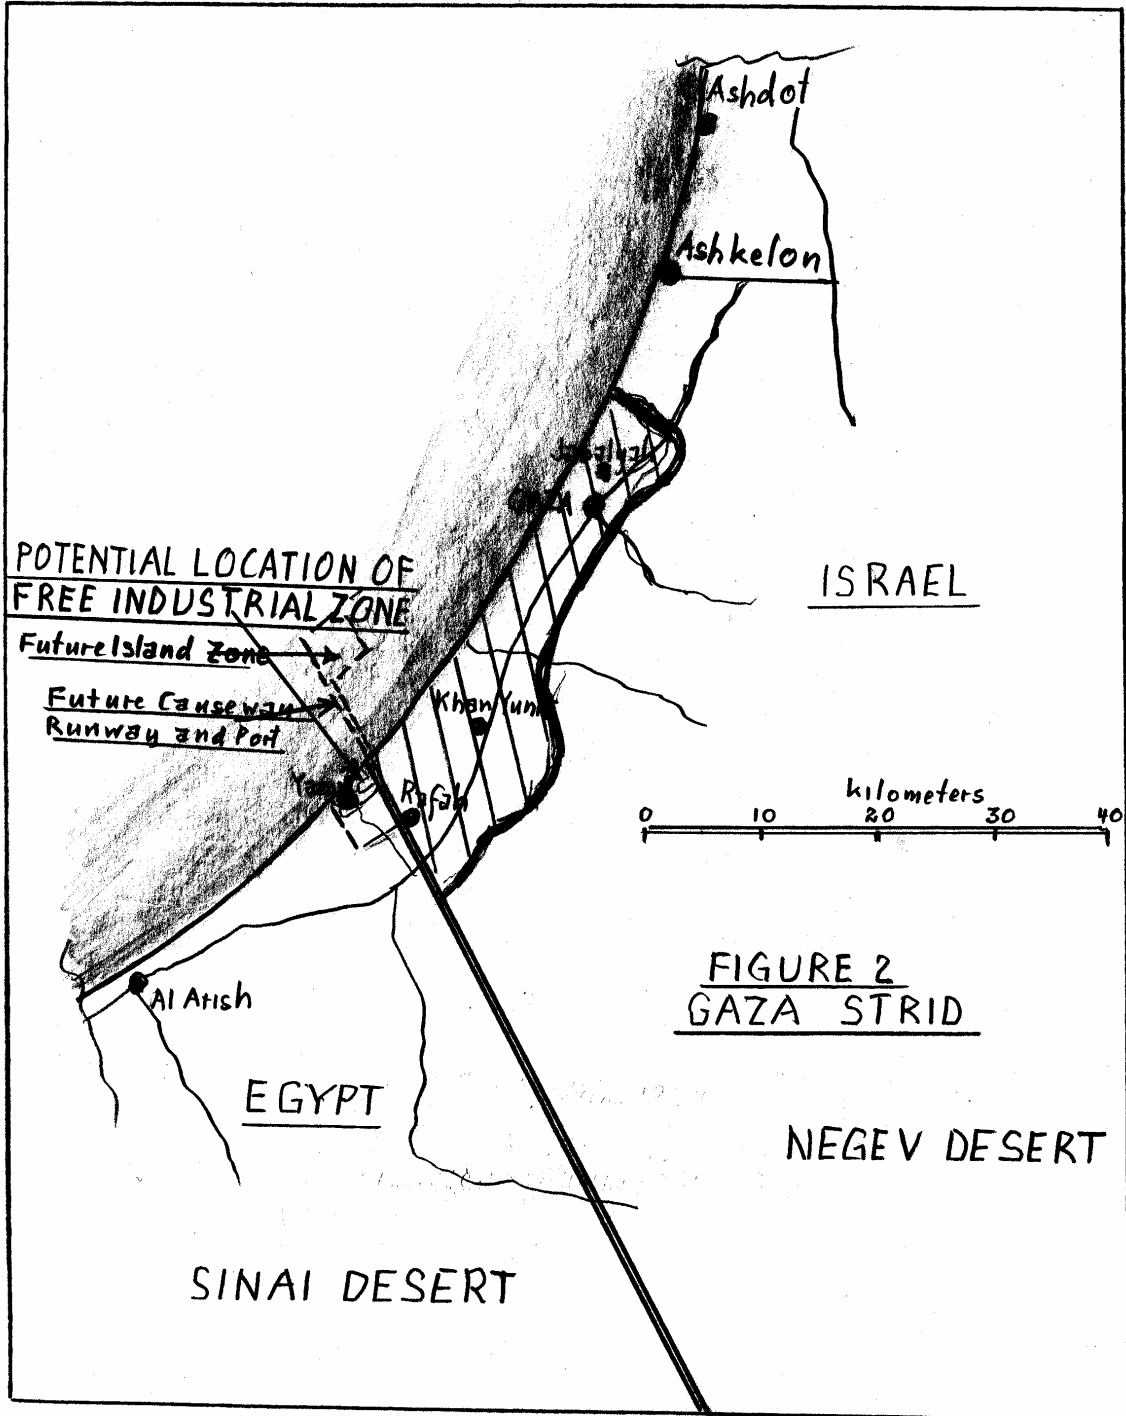 Ashdot
Ashkelon
GAZA
POTENTIAL LOCATION OF
FREE INDUSTRIAL ZONE
ISRAEL
Future Island Zone
Future Causeway
Runway and Port
Khan Yunis
Rafah
kilometers
0 10 20 30 40
FIGURE 2
GAZA STRID
Al Arish
EGYPT
NEGEV DESERT
SINAI DESERT